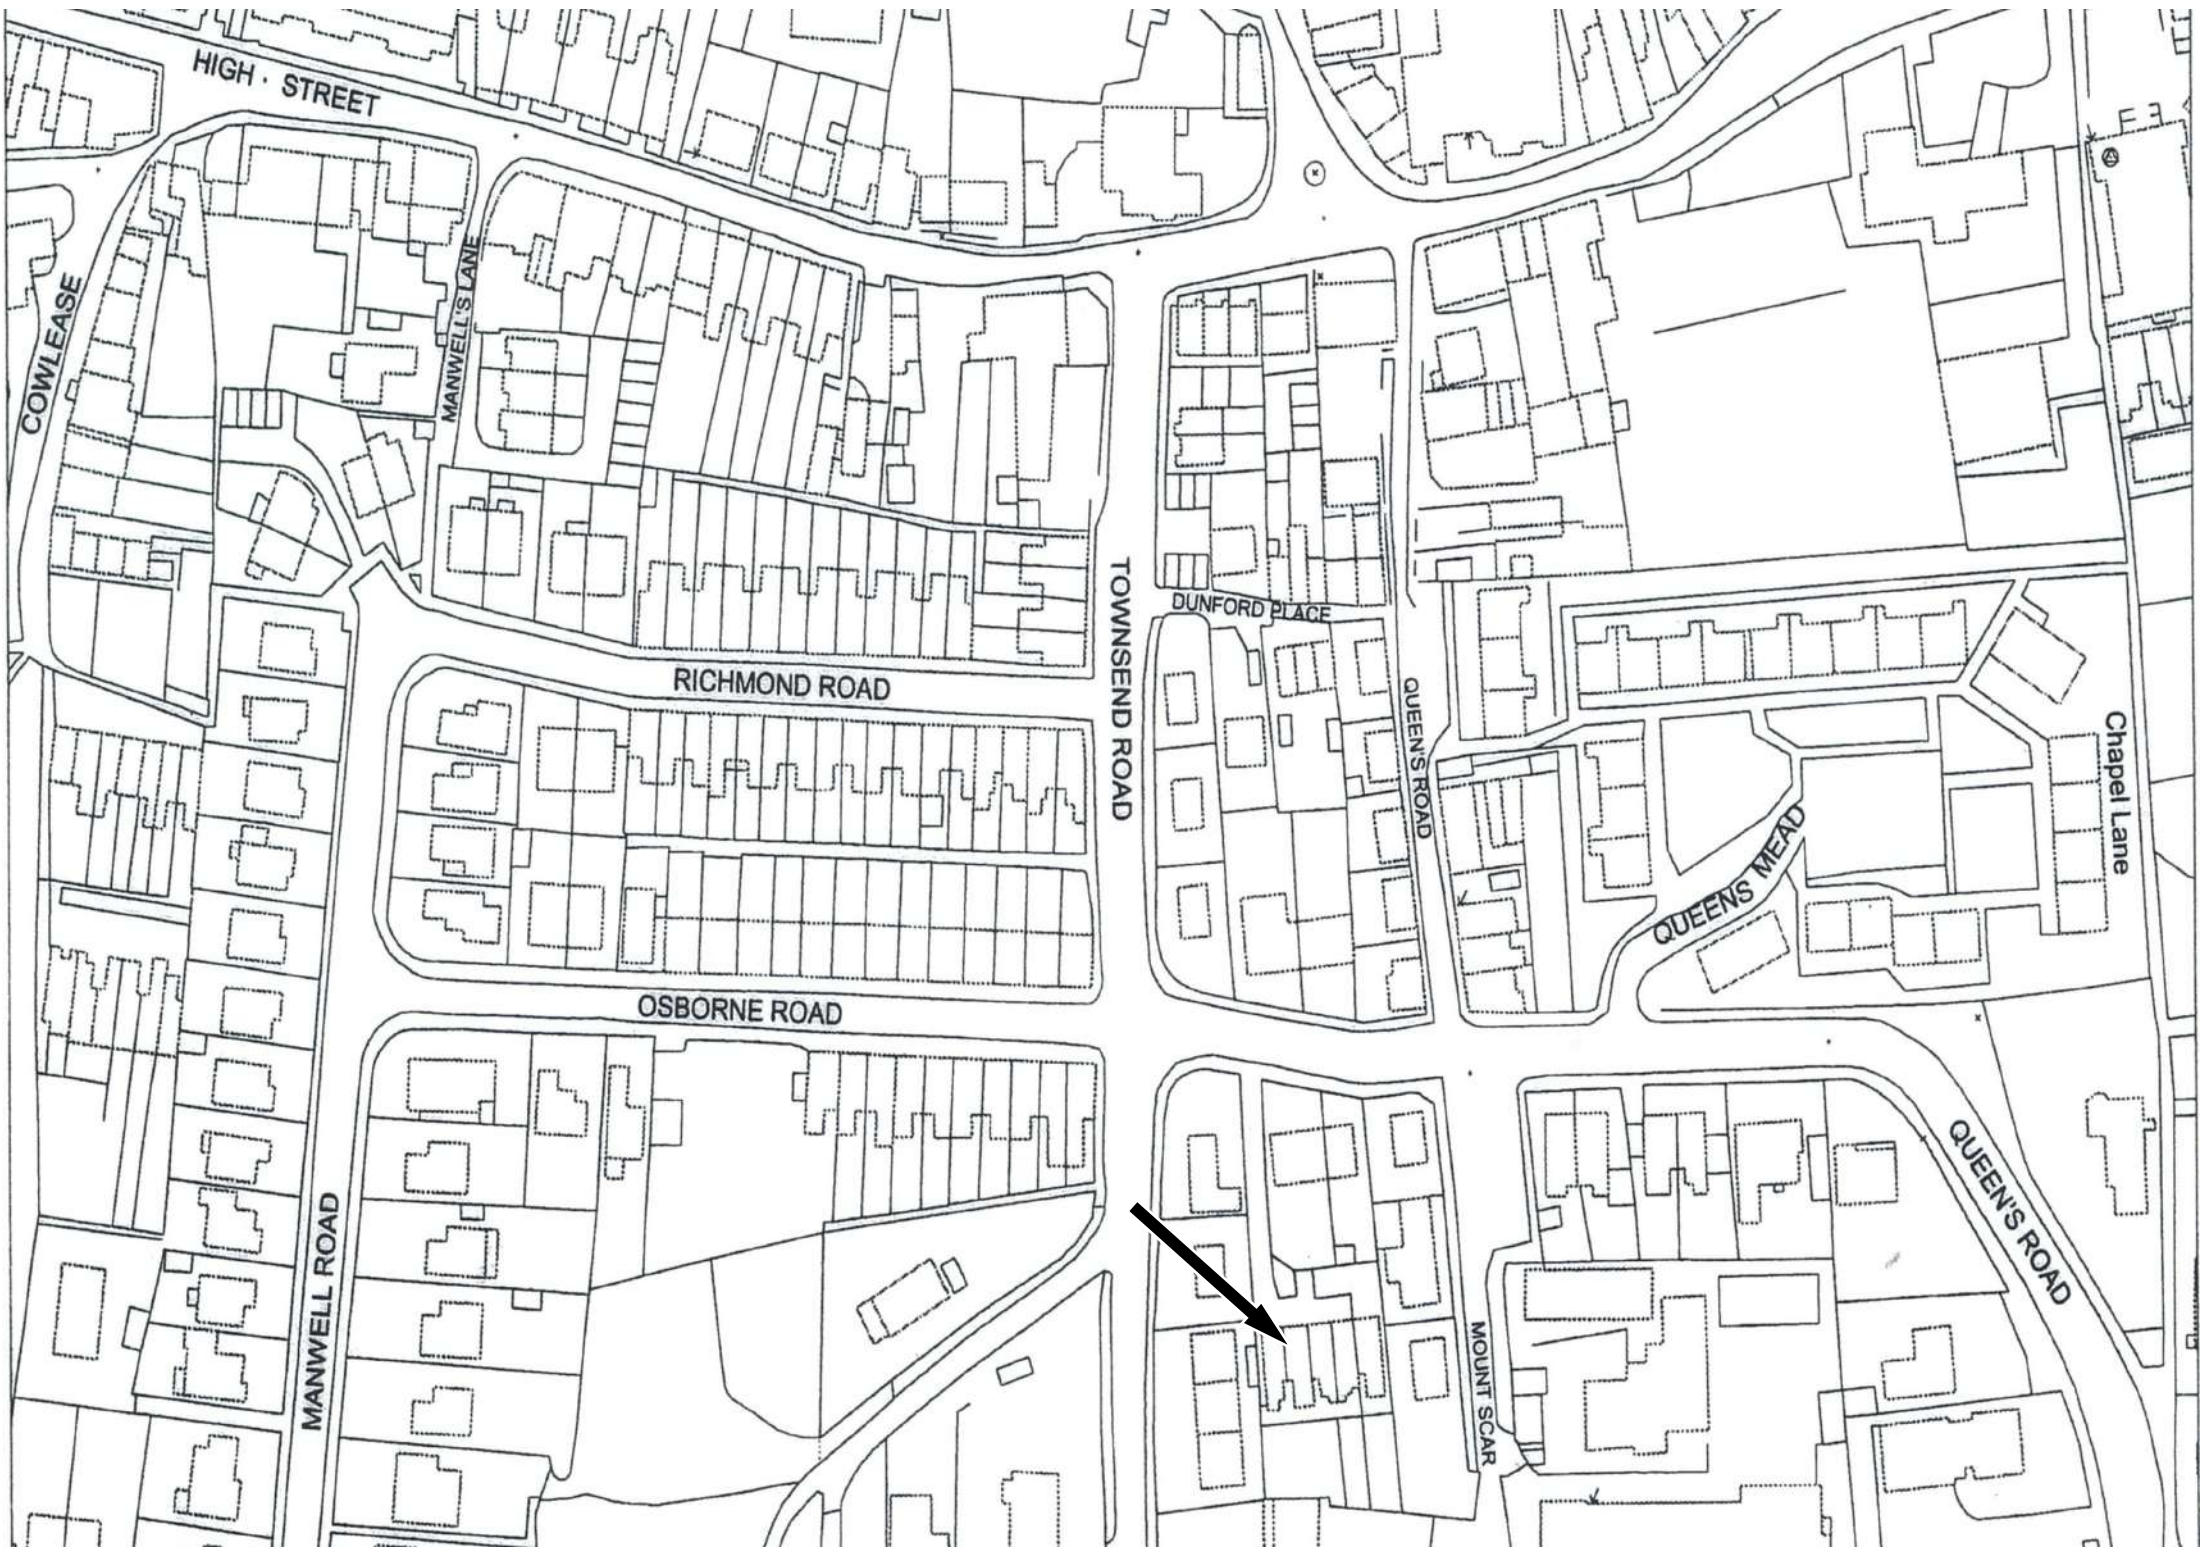 HIGH · STREET
COWLEASE
MANWELL'S LANE
TOWNSEND ROAD
DUNFORD PLACE
RICHMOND ROAD
QUEEN'S ROAD
Chapel Lane
QUEENS MEAD
OSBORNE ROAD
QUEEN'S ROAD
MANWELL ROAD
MOUNT SCAR